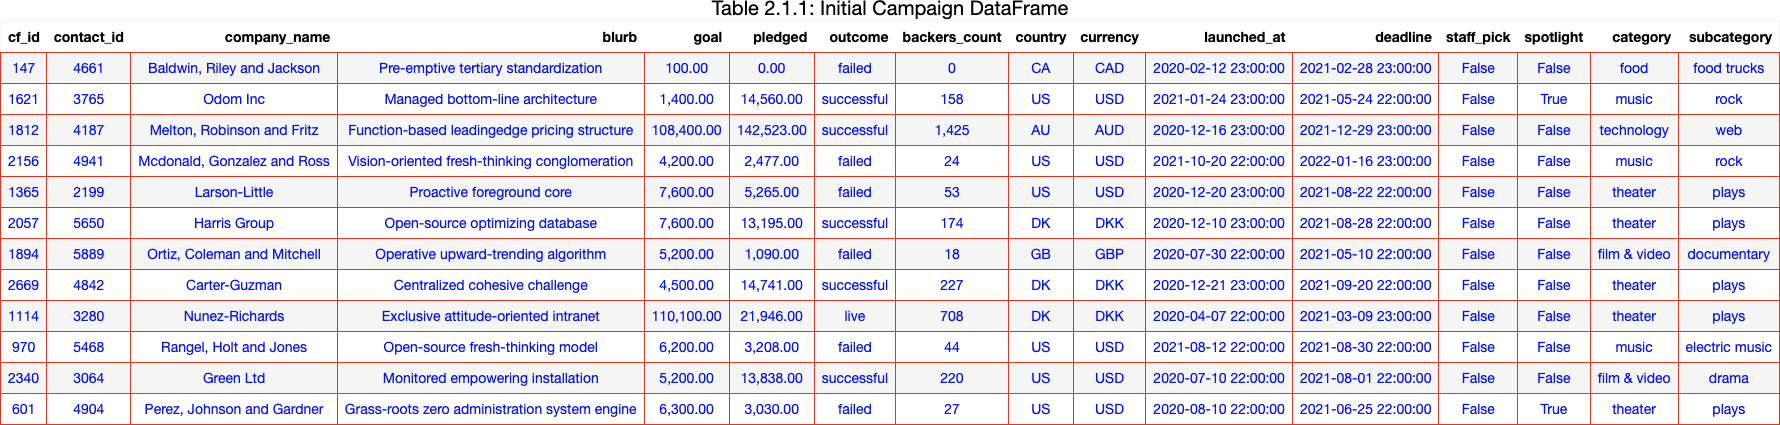 Table 2.1.1: Initial Campaign DataFrame
cf_id contact_id company_name blurb goal pledged outcome backers_count country currency launched_at deadline staff_pick spotlight category subcategory
147 4661 Baldwin, Riley and Jackson Pre-emptive tertiary standardization 100.00 0.00 failed 0 CA CAD 2020-02-12 23:00:00 2021-02-28 23:00:00 False False food food trucks
1621 3765 Odom Inc Managed bottom-line architecture 1,400.00 14,560.00 successful 158 US USD 2021-01-24 23:00:00 2021-05-24 22:00:00 False True music rock
1812 4187 Melton, Robinson and Fritz Function-based leadingedge pricing structure 108,400.00 142,523.00 successful 1,425 AU AUD 2020-12-16 23:00:00 2021-12-29 23:00:00 False False technology web
2156 4941 Mcdonald, Gonzalez and Ross Vision-oriented fresh-thinking conglomeration 4,200.00 2,477.00 failed 24 US USD 2021-10-20 22:00:00 2022-01-16 23:00:00 False False music rock
1365 2199 Larson-Little Proactive foreground core 7,600.00 5,265.00 failed 53 US USD 2020-12-20 23:00:00 2021-08-22 22:00:00 False False theater plays
2057 5650 Harris Group Open-source optimizing database 7,600.00 13,195.00 successful 174 DK DKK 2020-12-10 23:00:00 2021-08-28 22:00:00 False False theater plays
1894 5889 Ortiz, Coleman and Mitchell Operative upward-trending algorithm 5,200.00 1,090.00 failed 18 GB GBP 2020-07-30 22:00:00 2021-05-10 22:00:00 False False film & video documentary
2669 4842 Carter-Guzman Centralized cohesive challenge 4,500.00 14,741.00 successful 227 DK DKK 2020-12-21 23:00:00 2021-09-20 22:00:00 False False theater plays
1114 3280 Nunez-Richards Exclusive attitude-oriented intranet 110,100.00 21,946.00 live 708 DK DKK 2020-04-07 22:00:00 2021-03-09 23:00:00 False False theater plays
970 5468 Rangel, Holt and Jones Open-source fresh-thinking model 6,200.00 3,208.00 failed 44 US USD 2021-08-12 22:00:00 2021-08-30 22:00:00 False False music electric music
2340 3064 Green Ltd Monitored empowering installation 5,200.00 13,838.00 successful 220 US USD 2020-07-10 22:00:00 2021-08-01 22:00:00 False False film & video drama
601 4904 Perez, Johnson and Gardner Grass-roots zero administration system engine 6,300.00 3,030.00 failed 27 US USD 2020-08-10 22:00:00 2021-06-25 22:00:00 False True theater plays